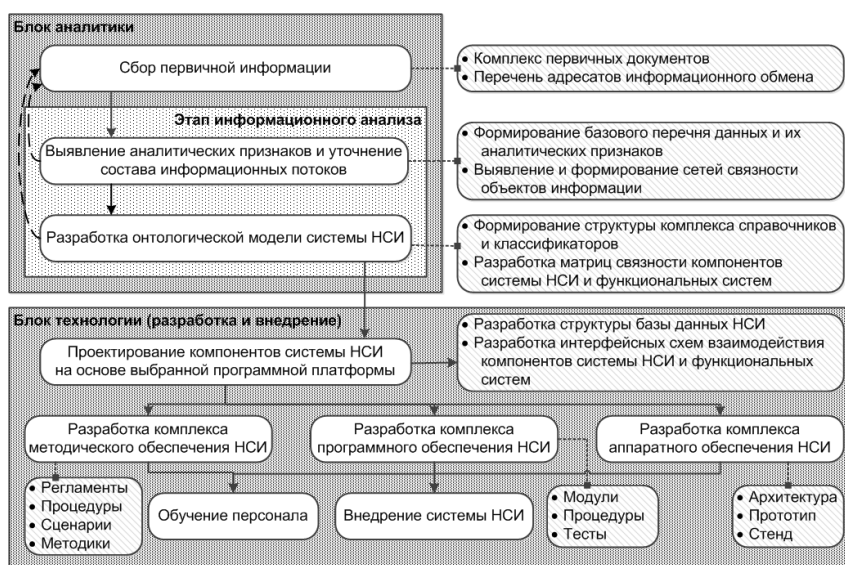 Блок аналитики
Сбор первичной информации
• Комплекс первичных документов
• Перечень адресатов информационного обмена
Этап информационного анализа
Выявление аналитических признаков и уточнение
состава информационных потоков
• Формирование базового перечня данных и их
аналитических признаков
• Выявление и формирование сетей связности
объектов информации
Разработка онтологической модели системы НСИ
• Формирование структуры комплекса справочников
и классификаторов
• Разработка матриц связности компонентов
системы НСИ и функциональных систем
Блок технологии (разработка и внедрение)
Проектирование компонентов системы НСИ
на основе выбранной программной платформы
• Разработка структуры базы данных НСИ
• Разработка интерфейсных схем взаимодействия
компонентов системы НСИ и функциональных
систем
Разработка комплекса
методического обеспечения НСИ
Разработка комплекса
программного обеспечения НСИ
Разработка комплекса
аппаратного обеспечения НСИ
• Регламенты
• Процедуры
• Сценарии
• Методики
Обучение персонала
Внедрение системы НСИ
• Модули
• Процедуры
• Тесты
• Архитектура
• Прототип
• Стенд